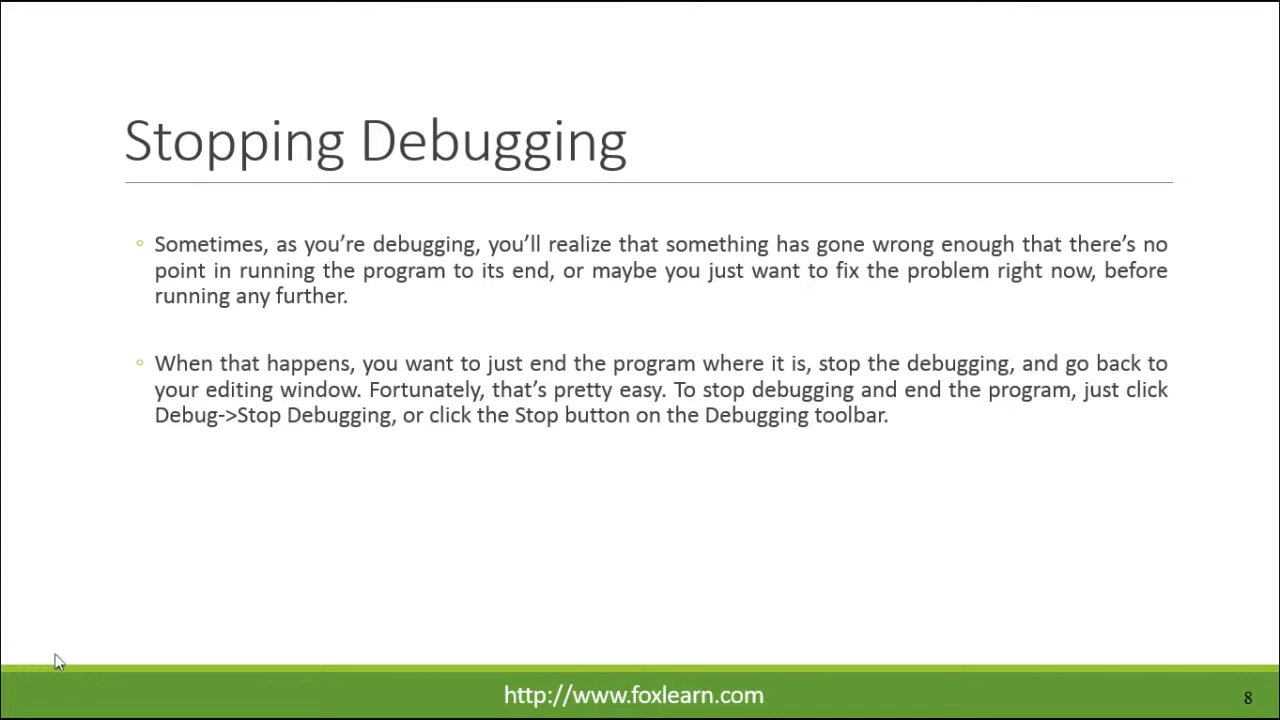 Stopping Debugging
◦ Sometimes, as you’re debugging, you’ll realize that something has gone wrong enough that there’s no
point in running the program to its end, or maybe you just want to fix the problem right now, before
running any further.
◦ When that happens, you want to just end the program where it is, stop the debugging, and go back to
your editing window. Fortunately, that’s pretty easy. To stop debugging and end the program, just click
Debug->Stop Debugging, or click the Stop button on the Debugging toolbar.
http://www.foxlearn.com
8